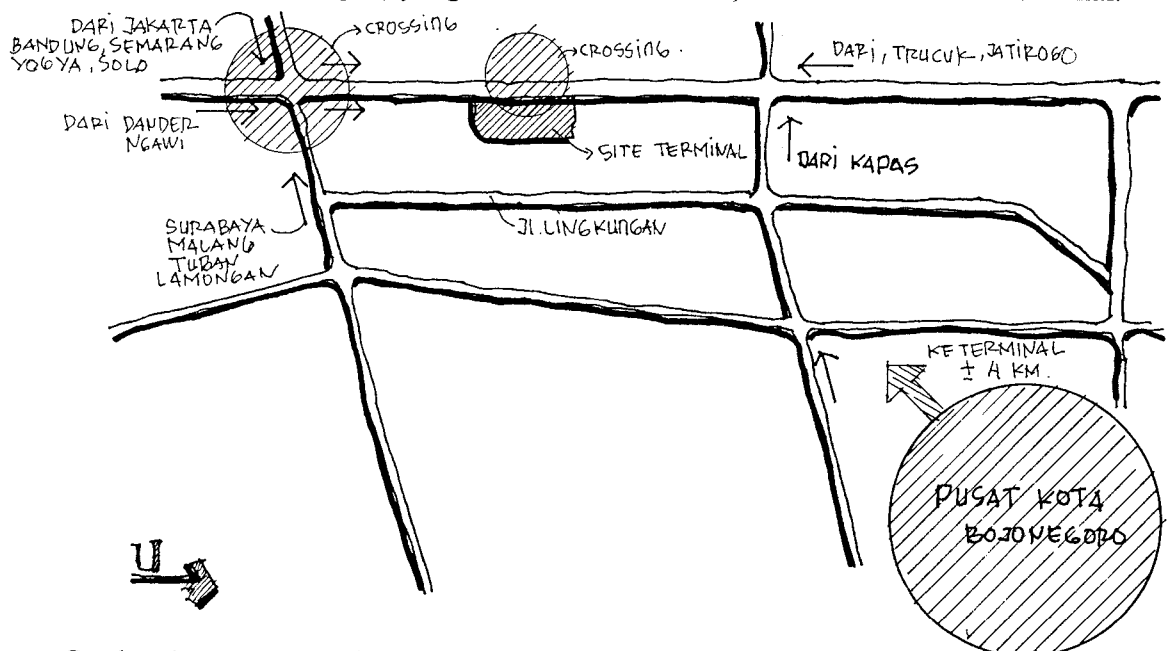 DARI JAKARTA
BANDUNG, SEMARANG
YOGYA, SOLO
CROSSING
CROSSING.
DARI, TRUCUK, JATIROGO
DARI DANDER
NGAWI
SITE TERMINAL
DARI KAPAS
SURABAYA
MALANG
TUBAN
LAMONGAN
Jl. LINGKUNGAN
KE TERMINAL
± 4 KM.
PUSAT KOTA
BOJONEGORO
U